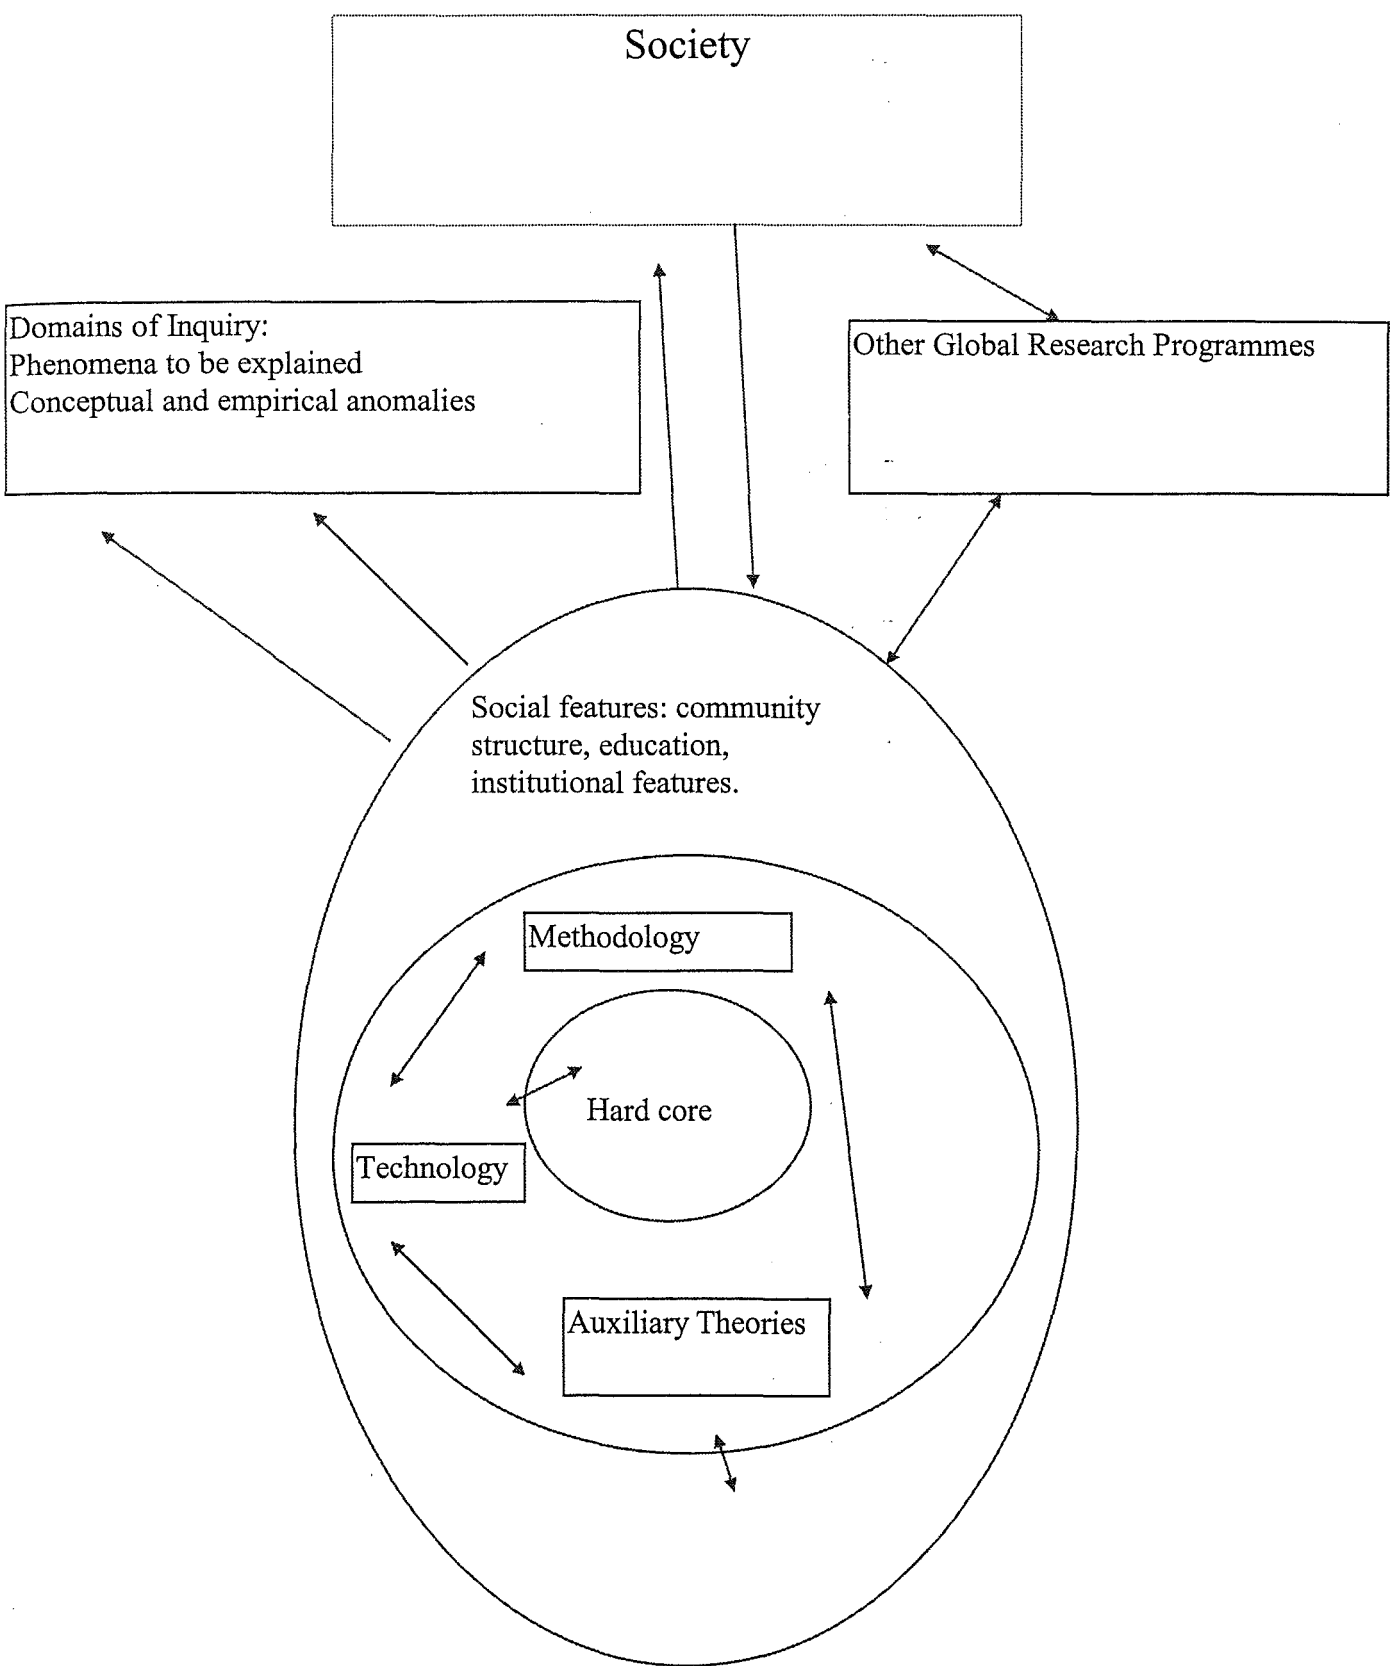 Society
Domains of Inquiry:
Phenomena to be explained
Conceptual and empirical anomalies
Other Global Research Programmes
Social features: community
structure, education,
institutional features.
Methodology
Hard core
Technology
Auxiliary Theories